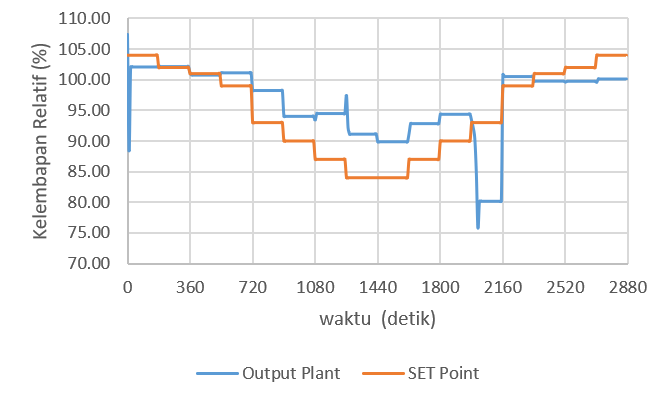 110.00
105.00
100.00
95.00
90.00
85.00
80.00
75.00
70.00
Kelembapan Relatif (%)
0 360 720 1080 1440 1800 2160 2520 2880
waktu (detik)
Output Plant SET Point